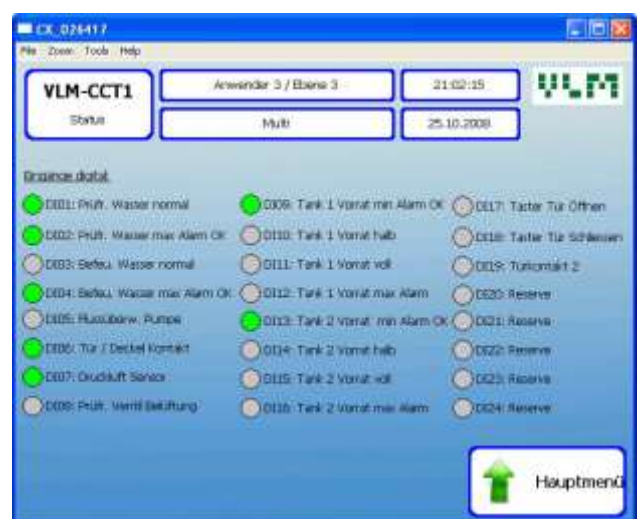 CX_026417
File Zoom Tools Help
VLM-CCT1
Status
Anwender 3 / Ebene 3
21:02:15
VLM
Multi
25.10.2008
Eingänge digital
DI01: Prüft. Wasser normal
DI02: Prüft. Wasser max Alarm OK
DI03: Befeu. Wasser normal
DI04: Befeu. Wasser max Alarm OK
DI05: Flussüberw. Pumpe
DI06: Tür / Deckel Kontakt
DI07: Druckluft Sensor
DI08: Prüft. Ventil Belüftung
DI09: Tank 1 Vorrat min Alarm OK
DI10: Tank 1 Vorrat halb
DI11: Tank 1 Vorrat voll
DI12: Tank 1 Vorrat max Alarm
DI13: Tank 2 Vorrat min Alarm OK
DI14: Tank 2 Vorrat halb
DI15: Tank 2 Vorrat voll
DI16: Tank 2 Vorrat max Alarm
DI17: Taster Tür Öffnen
DI18: Taster Tür Schliessen
DI19: Türkontakt 2
DI20: Reserve
DI21: Reserve
DI22: Reserve
DI23: Reserve
DI24: Reserve
Hauptmenü